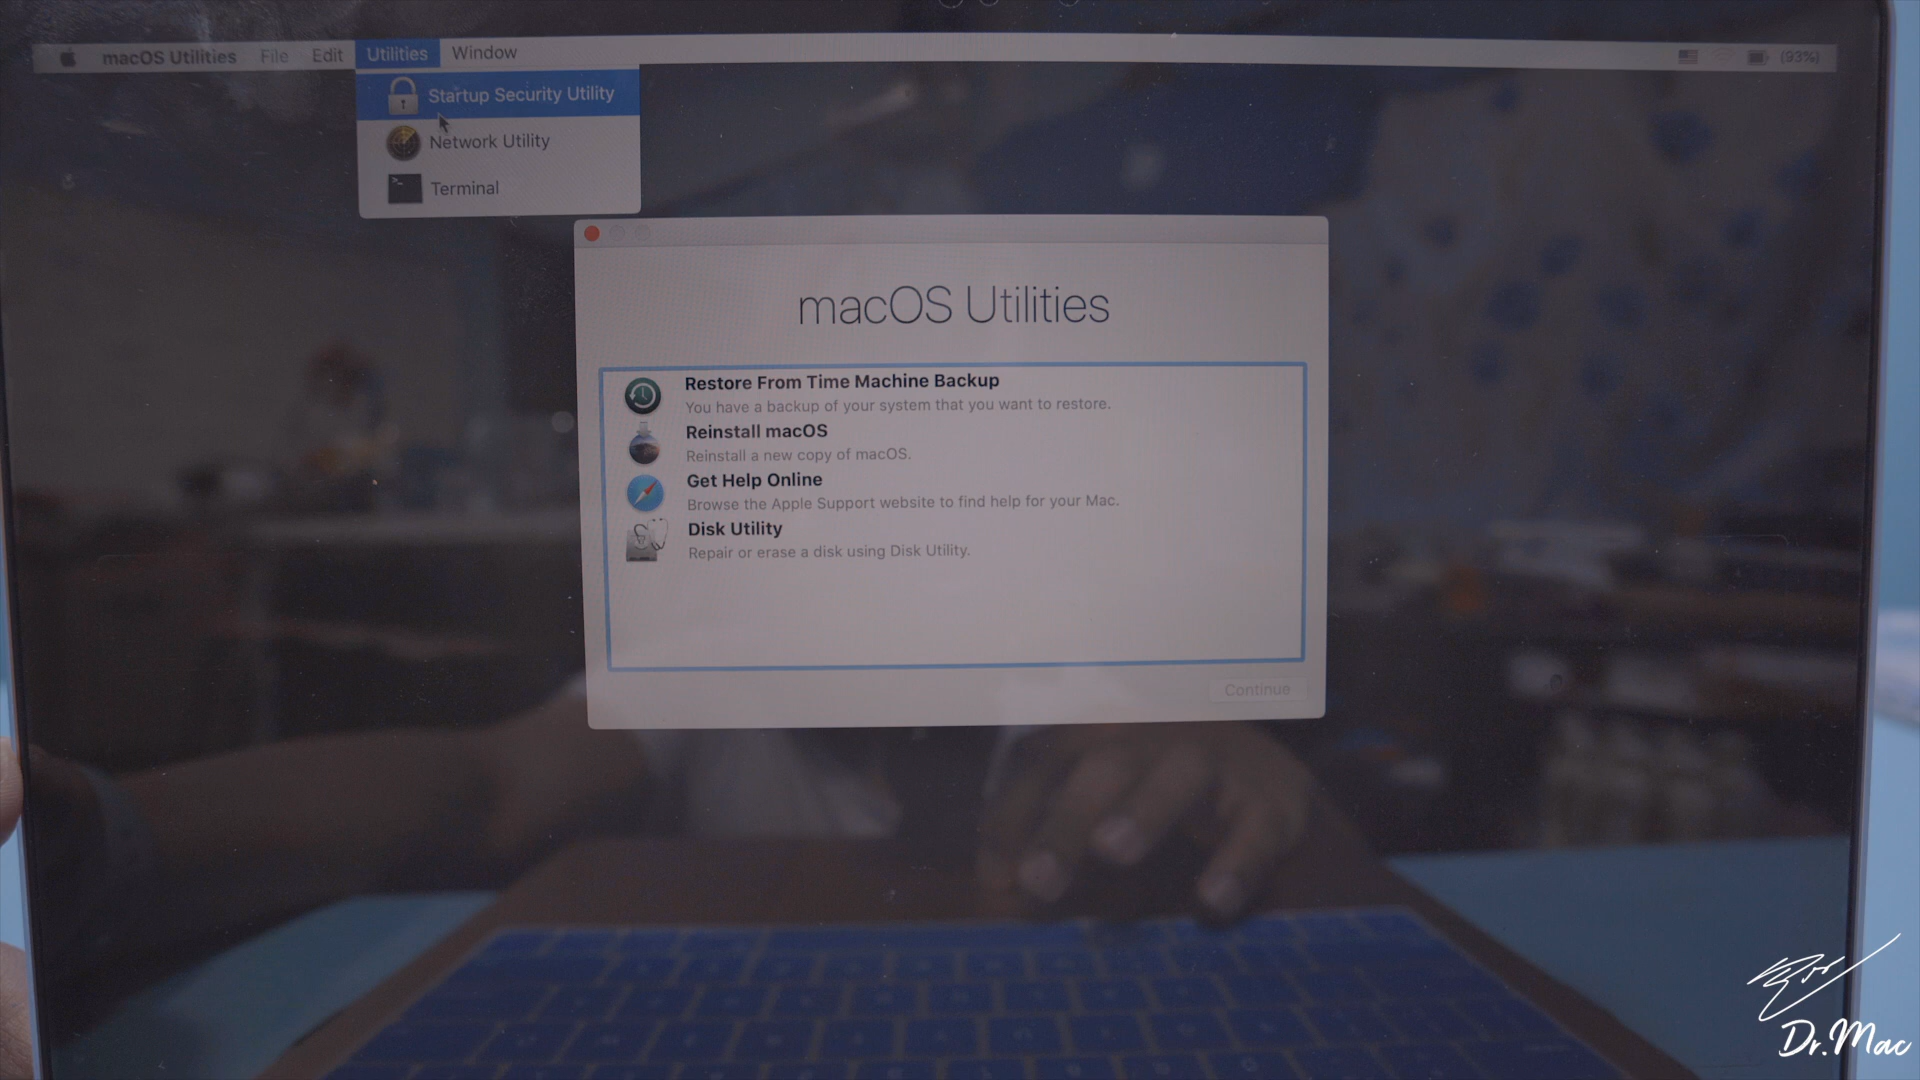 macOS Utilities File Edit Utilities Window (93%)
Startup Security Utility
Network Utility
Terminal
macOS Utilities
Restore From Time Machine Backup
You have a backup of your system that you want to restore.
Reinstall macOS
Reinstall a new copy of macOS.
Get Help Online
Browse the Apple Support website to find help for your Mac.
Disk Utility
Repair or erase a disk using Disk Utility.
Continue
Dr.Mac